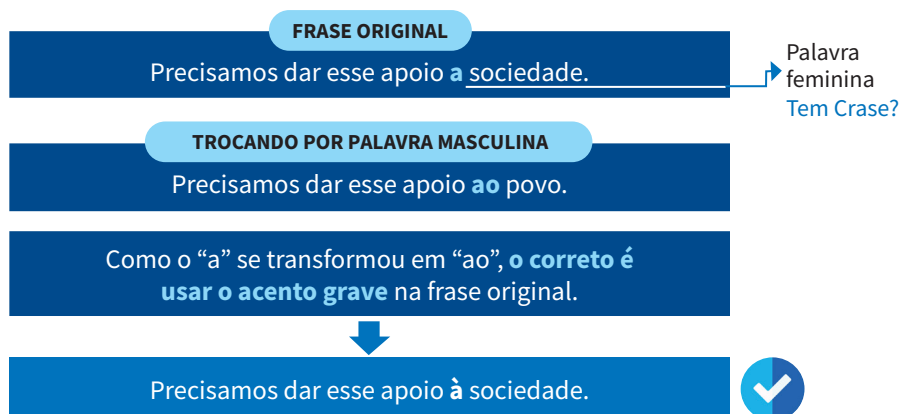 FRASE ORIGINAL
Precisamos dar esse apoio a sociedade.
Palavra
feminina
Tem Crase?
TROCANDO POR PALAVRA MASCULINA
Precisamos dar esse apoio ao povo.
Como o “a” se transformou em “ao”, o correto é
usar o acento grave na frase original.
Precisamos dar esse apoio à sociedade.